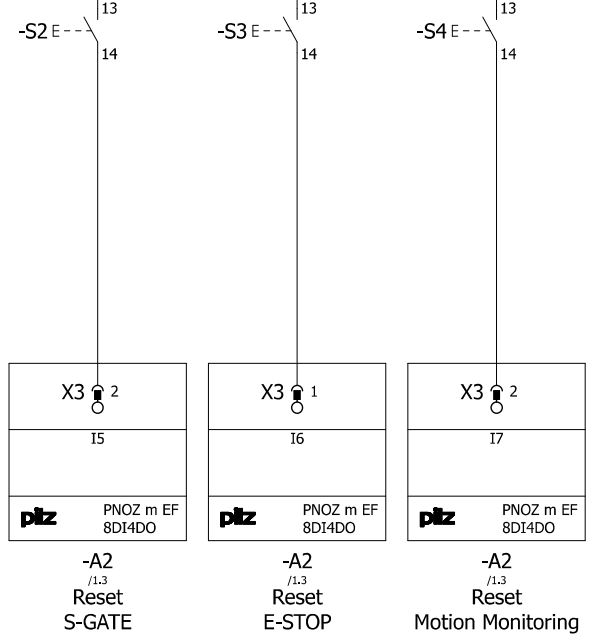 13 13 13
-S2 E -S3 E -S4 E
14 14 14
X3 2 X3 1 X3 2
I5 I6 I7
pilz PNOZ m EF pilz PNOZ m EF pilz PNOZ m EF
8DI4DO 8DI4DO 8DI4DO
-A2 -A2 -A2
/1.3 /1.3 /1.3
Reset Reset Reset
S-GATE E-STOP Motion Monitoring